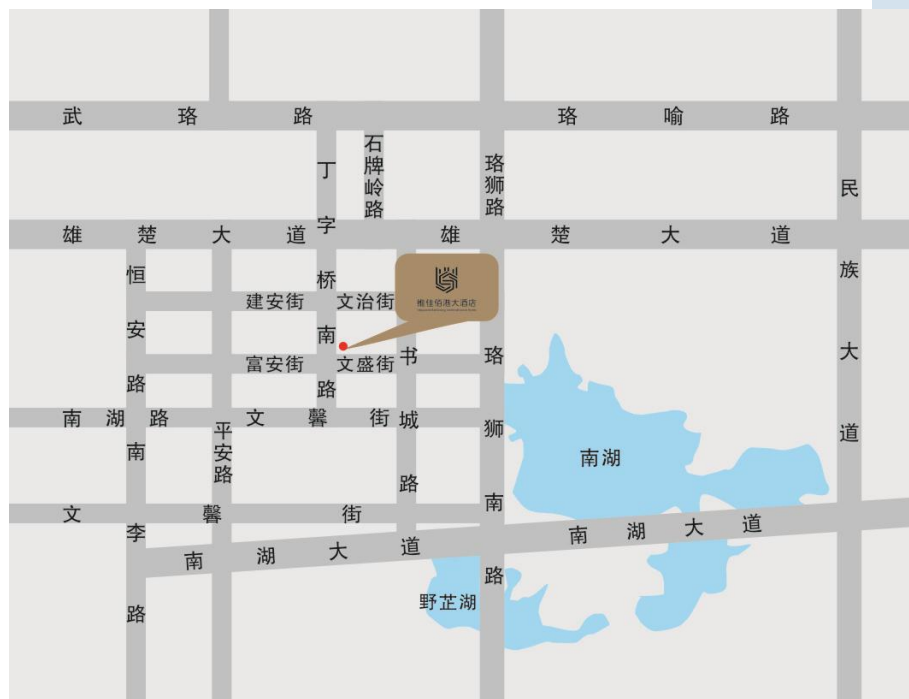 武珞路
珞喻路
石牌岭路
丁字桥南路
珞狮路
民族大道
雄楚大道
雄楚大道
恒安路
建安街
文治街
维佳佰港大酒店
富安街
文盛街
书城路
珞狮南路
南湖路
文馨街
平安路
南湖
南李路
文馨街
南湖大道
南湖大道
野芷湖